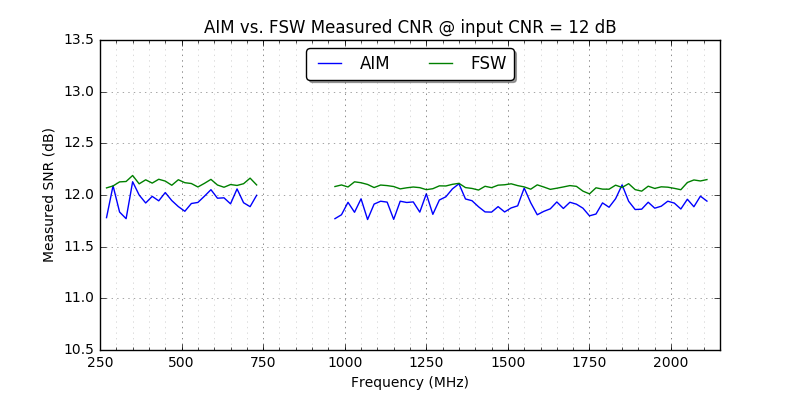 AIM vs. FSW Measured CNR @ input CNR = 12 dB
AIM FSW
13.5
13.0
12.5
12.0
11.5
11.0
10.5
Measured SNR (dB)
250 500 750 1000 1250 1500 1750 2000
Frequency (MHz)